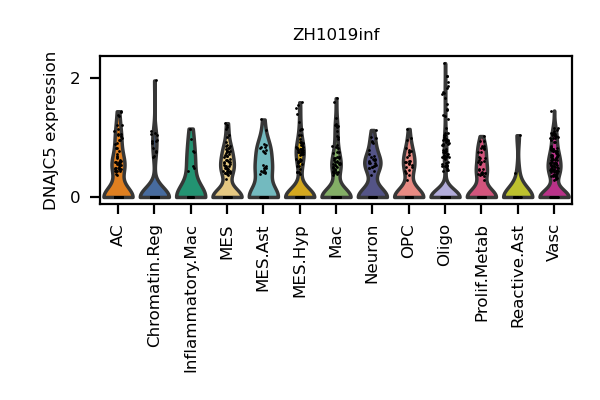 ZH1019inf
DNAJC5 expression
2
0
AC
Chromatin.Reg
Inflammatory.Mac
MES
MES.Ast
MES.Hyp
Mac
Neuron
OPC
Oligo
Prolif.Metab
Reactive.Ast
Vasc